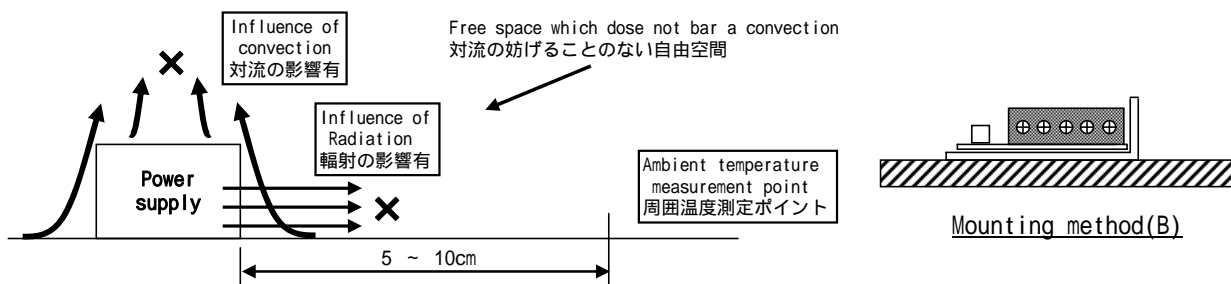 Influence of
convection
対流の影響有
Free space which dose not bar a convection
対流の妨げることのない自由空間
Influence of
Radiation
輻射の影響有
Power
supply
Ambient temperature
measurement point
周囲温度測定ポイント
5 ~ 10cm
Mounting method(B)